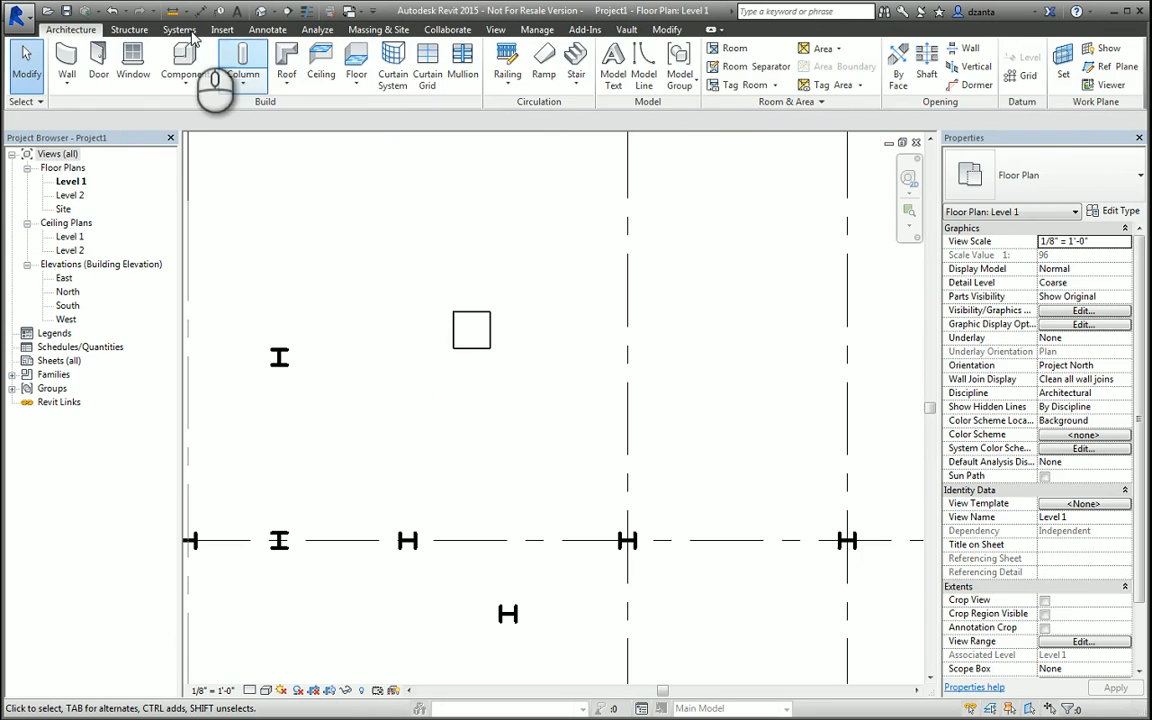 Autodesk Revit 2015 - Not For Resale Version - Project1 - Floor Plan: Level 1
Type a keyword or phrase
dzanta
Architecture Structure Systems Insert Annotate Analyze Massing & Site Collaborate View Manage Add-Ins Vault Modify
Modify Wall Door Window Component Column Roof Ceiling Floor Curtain System Curtain Grid Mullion Railing Ramp Stair Model Text Model Line Model Group
Room Area
Room Separator Area Boundary
Tag Room Tag Area
By Face Shaft Wall Vertical Dormer
Level Grid
Set Show Ref Plane Viewer
Select Build Circulation Model Room & Area Opening Datum Work Plane
Project Browser - Project1
Views (all)
Floor Plans
Level 1
Level 2
Site
Ceiling Plans
Level 1
Level 2
Elevations (Building Elevation)
East
North
South
West
Legends
Schedules/Quantities
Sheets (all)
Families
Groups
Revit Links
Properties
Floor Plan
Floor Plan: Level 1 Edit Type
Graphics
View Scale 1/8" = 1'-0"
Scale Value 1: 96
Display Model Normal
Detail Level Coarse
Parts Visibility Show Original
Visibility/Graphics ... Edit...
Graphic Display Opt... Edit...
Underlay None
Underlay Orientation Plan
Orientation Project North
Wall Join Display Clean all wall joins
Discipline Architectural
Show Hidden Lines By Discipline
Color Scheme Loca... Background
Color Scheme <none>
System Color Sche... Edit...
Default Analysis Dis... None
Sun Path
Identity Data
View Template <None>
View Name Level 1
Dependency Independent
Title on Sheet
Referencing Sheet
Referencing Detail
Extents
Crop View
Crop Region Visible
Annotation Crop
View Range Edit...
Associated Level Level 1
Scope Box None
Properties help Apply
1/8" = 1'-0"
Click to select, TAB for alternates, CTRL adds, SHIFT unselects.
:0
Main Model
:0